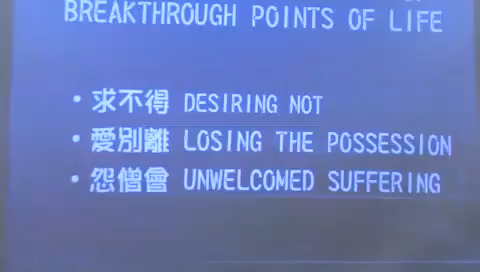 BREAKTHROUGH POINTS OF LIFE
• 求不得 DESIRING NOT
• 愛別離 LOSING THE POSSESSION
• 怨僧會 UNWELCOMED SUFFERING